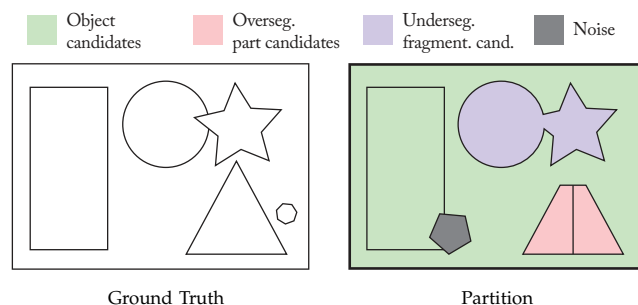 Object
candidates
Overseg.
part candidates
Underseg.
fragment. cand.
Noise
Ground Truth
Partition